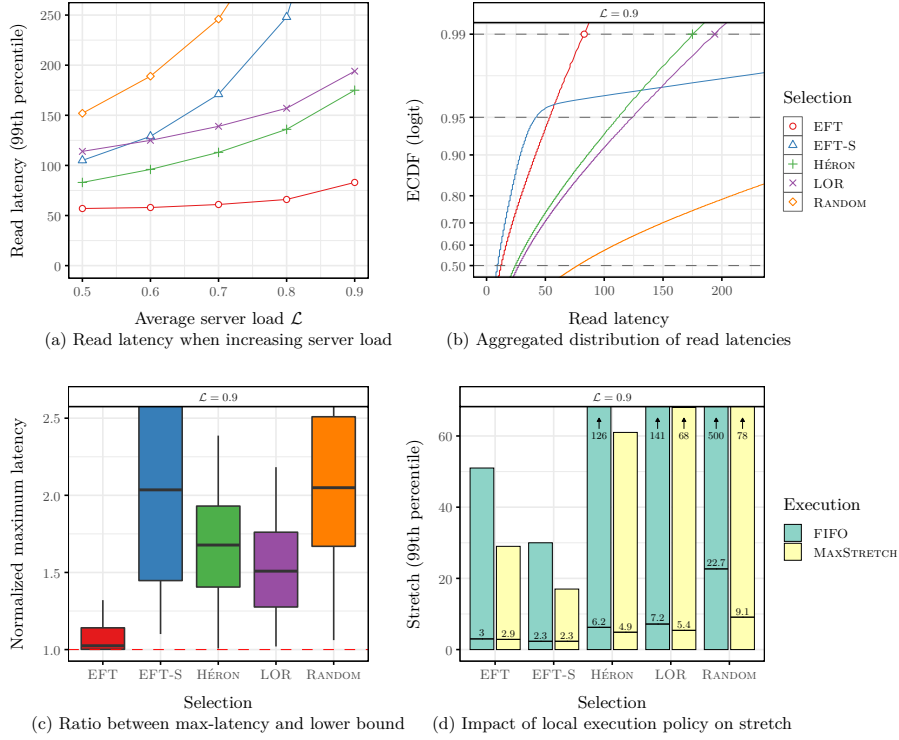 250
200
150
100
50
0
Read latency (99th percentile)
0.5 0.6 0.7 0.8 0.9
Average server load ℒ
(a) Read latency when increasing server load
ℒ = 0.9
0.99
0.95
0.90
0.80
0.70
0.60
0.50
ECDF (logit)
0 50 100 150 200
Read latency
(b) Aggregated distribution of read latencies
Selection
EFT
EFT-S
HÉRON
LOR
RANDOM
ℒ = 0.9
2.5
2.0
1.5
1.0
Normalized maximum latency
EFT EFT-S HÉRON LOR RANDOM
Selection
(c) Ratio between max-latency and lower bound
ℒ = 0.9
60
40
20
0
Stretch (99th percentile)
126 141 68 500 78
3 2.9 2.3 2.3 6.2 4.9 7.2 5.4 22.7 9.1
EFT EFT-S HÉRON LOR RANDOM
Selection
(d) Impact of local execution policy on stretch
Execution
FIFO
MAXSTRETCH